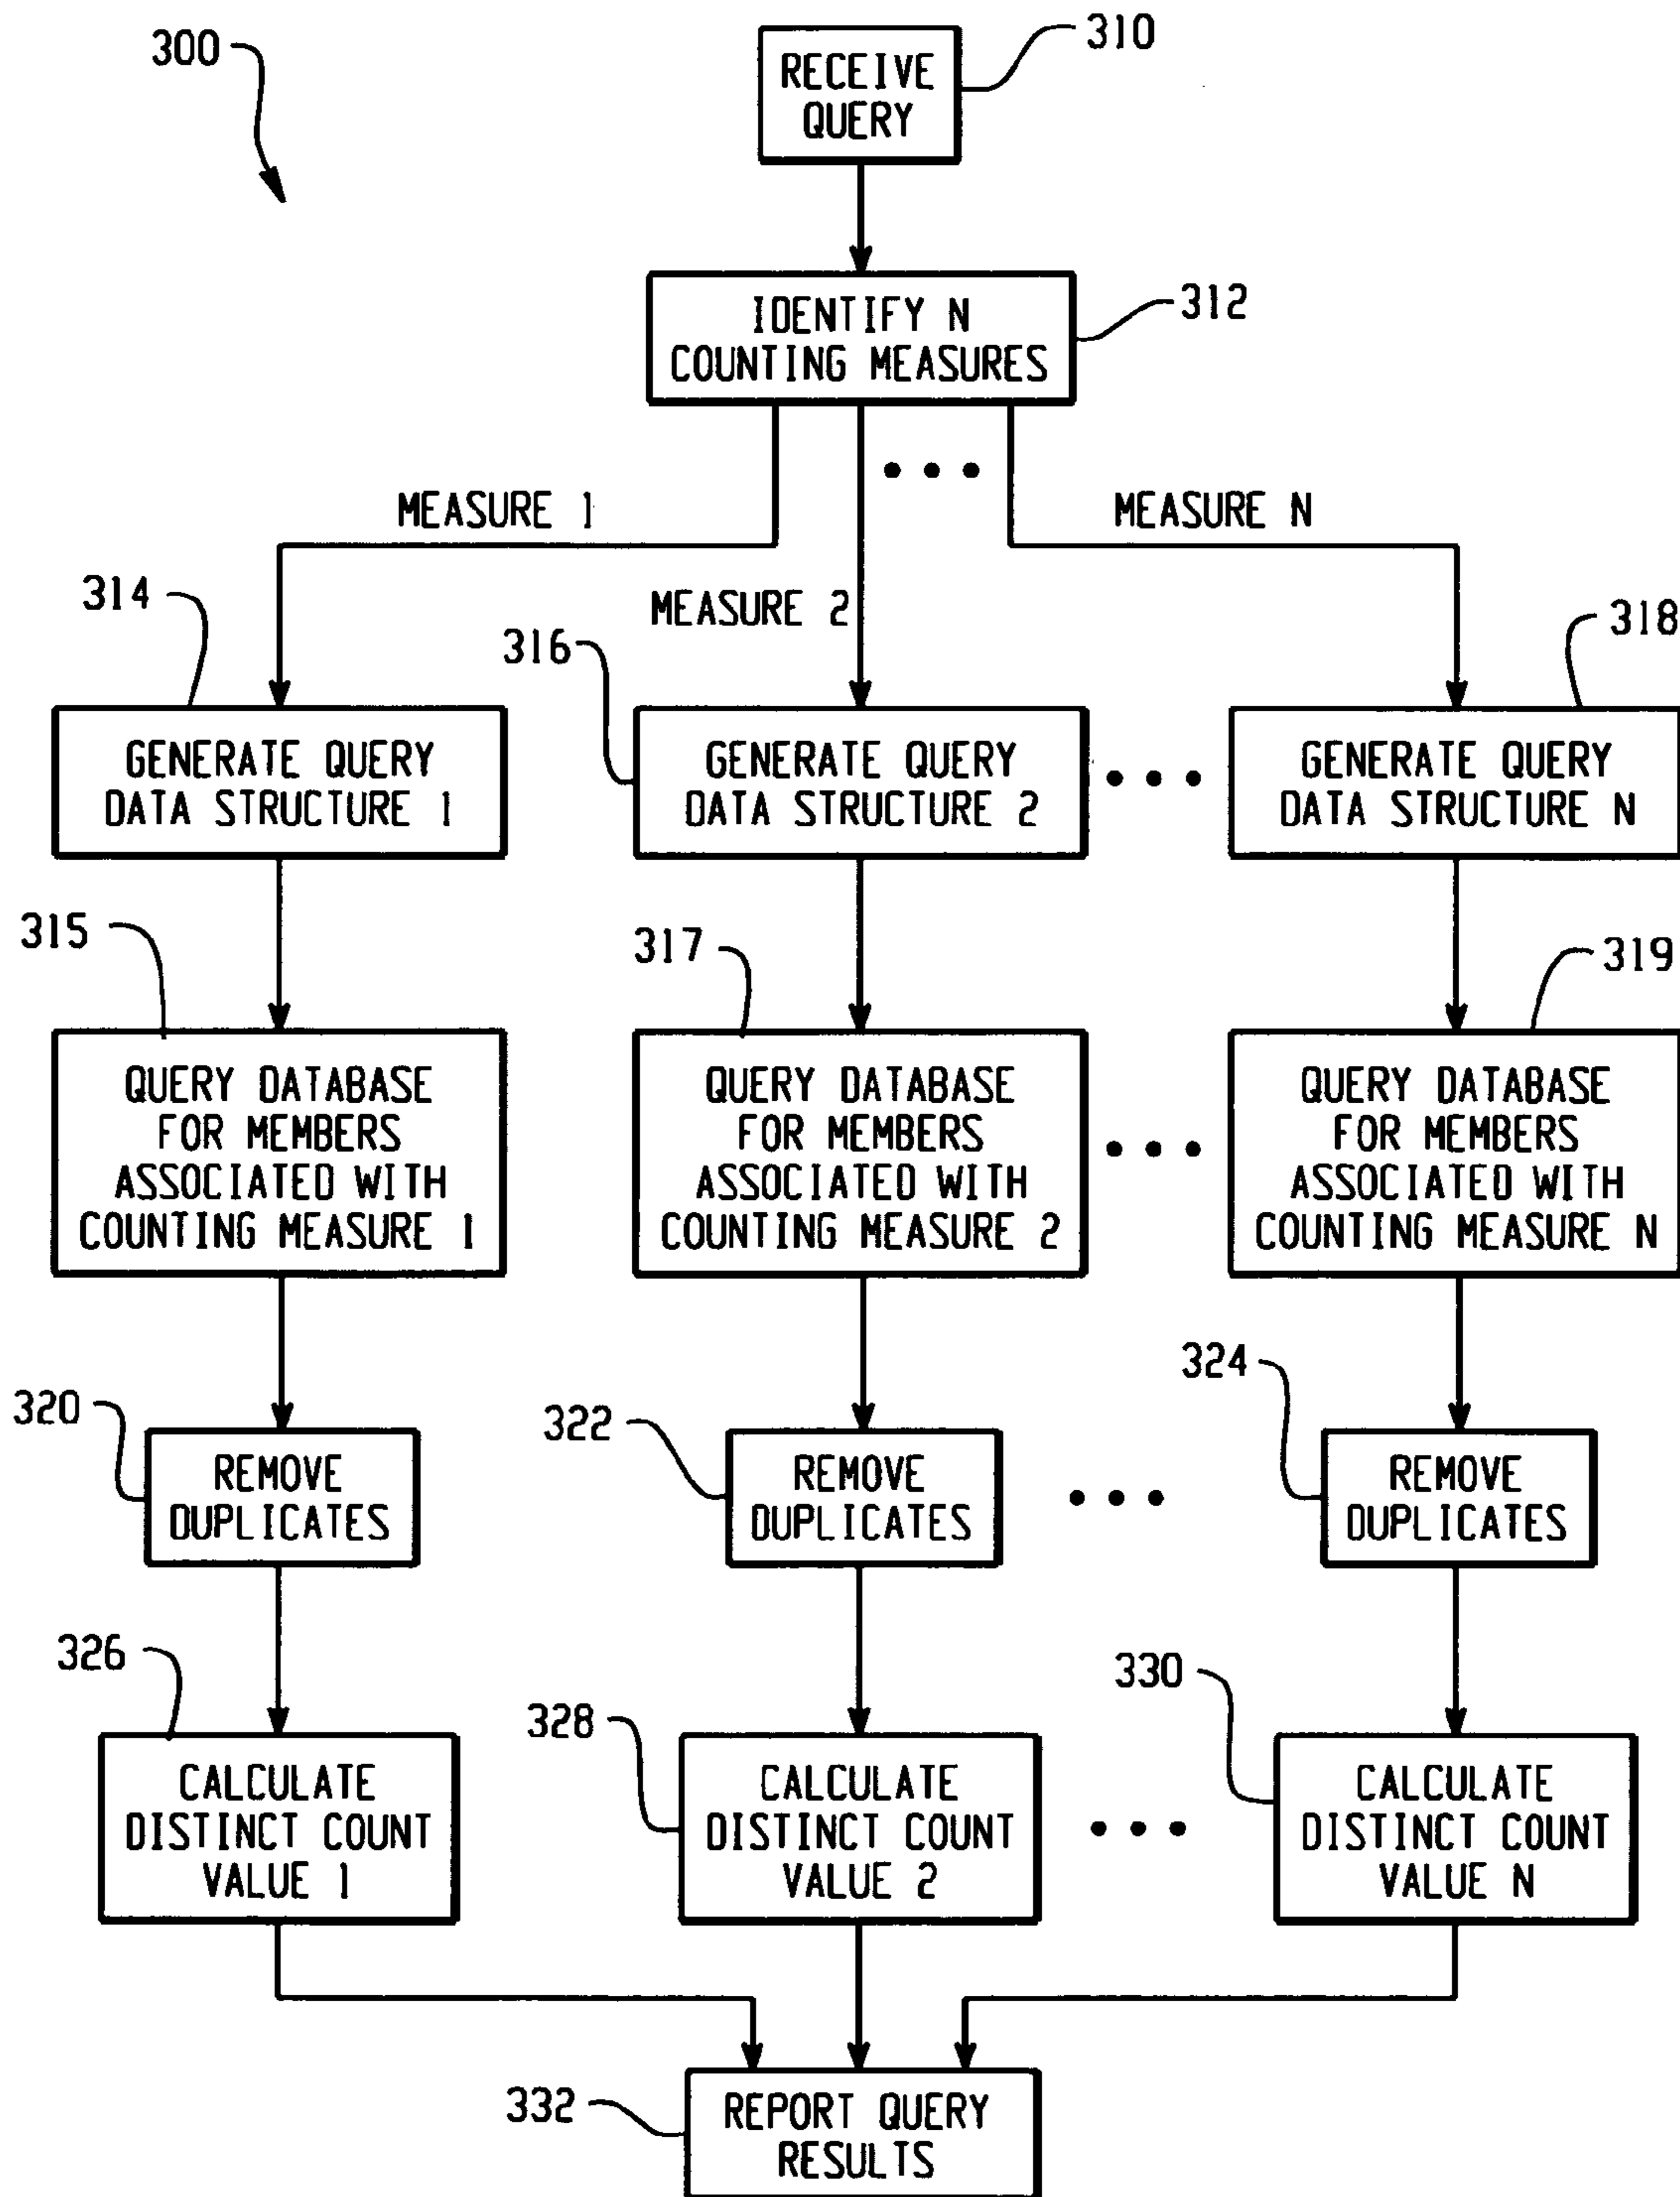 300
310
RECEIVE
QUERY
312
IDENTIFY N
COUNTING MEASURES
MEASURE 1
MEASURE 2
MEASURE N
314
316
318
GENERATE QUERY
DATA STRUCTURE 1
GENERATE QUERY
DATA STRUCTURE 2
GENERATE QUERY
DATA STRUCTURE N
315
317
319
QUERY DATABASE
FOR MEMBERS
ASSOCIATED WITH
COUNTING MEASURE 1
QUERY DATABASE
FOR MEMBERS
ASSOCIATED WITH
COUNTING MEASURE 2
QUERY DATABASE
FOR MEMBERS
ASSOCIATED WITH
COUNTING MEASURE N
320
322
324
REMOVE
DUPLICATES
REMOVE
DUPLICATES
REMOVE
DUPLICATES
326
328
330
CALCULATE
DISTINCT COUNT
VALUE 1
CALCULATE
DISTINCT COUNT
VALUE 2
CALCULATE
DISTINCT COUNT
VALUE N
332
REPORT QUERY
RESULTS